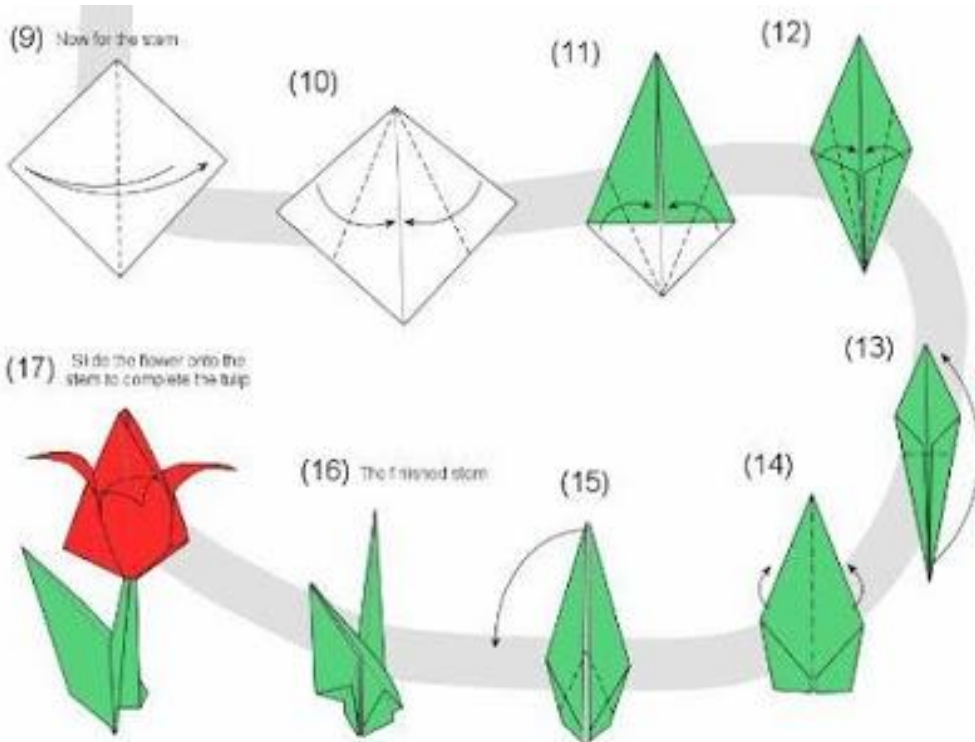 (9) Now for the stem
(10)
(11)
(12)
(13)
(14)
(15)
(16) The finished stem
(17) Slide the flower onto the
stem to complete the tulip